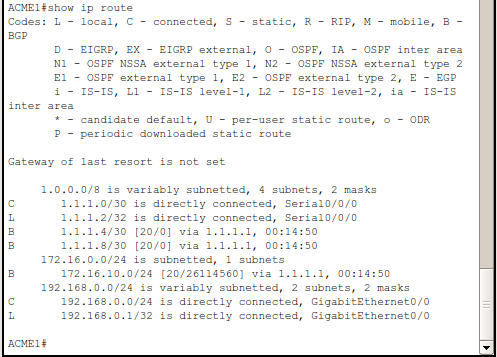 ACME1#show ip route
Codes: L - local, C - connected, S - static, R - RIP, M - mobile, B -
BGP
       D - EIGRP, EX - EIGRP external, O - OSPF, IA - OSPF inter area
       N1 - OSPF NSSA external type 1, N2 - OSPF NSSA external type 2
       E1 - OSPF external type 1, E2 - OSPF external type 2, E - EGP
       i - IS-IS, L1 - IS-IS level-1, L2 - IS-IS level-2, ia - IS-IS
inter area
       * - candidate default, U - per-user static route, o - ODR
       P - periodic downloaded static route
Gateway of last resort is not set
     1.0.0.0/8 is variably subnetted, 4 subnets, 2 masks
C       1.1.1.0/30 is directly connected, Serial0/0/0
L       1.1.1.2/32 is directly connected, Serial0/0/0
B       1.1.1.4/30 [20/0] via 1.1.1.1, 00:14:50
B       1.1.1.8/30 [20/0] via 1.1.1.1, 00:14:50
     172.16.0.0/24 is subnetted, 1 subnets
B       172.16.10.0/24 [20/26114560] via 1.1.1.1, 00:14:50
     192.168.0.0/24 is variably subnetted, 2 subnets, 2 masks
C       192.168.0.0/24 is directly connected, GigabitEthernet0/0
L       192.168.0.1/32 is directly connected, GigabitEthernet0/0
ACME1#